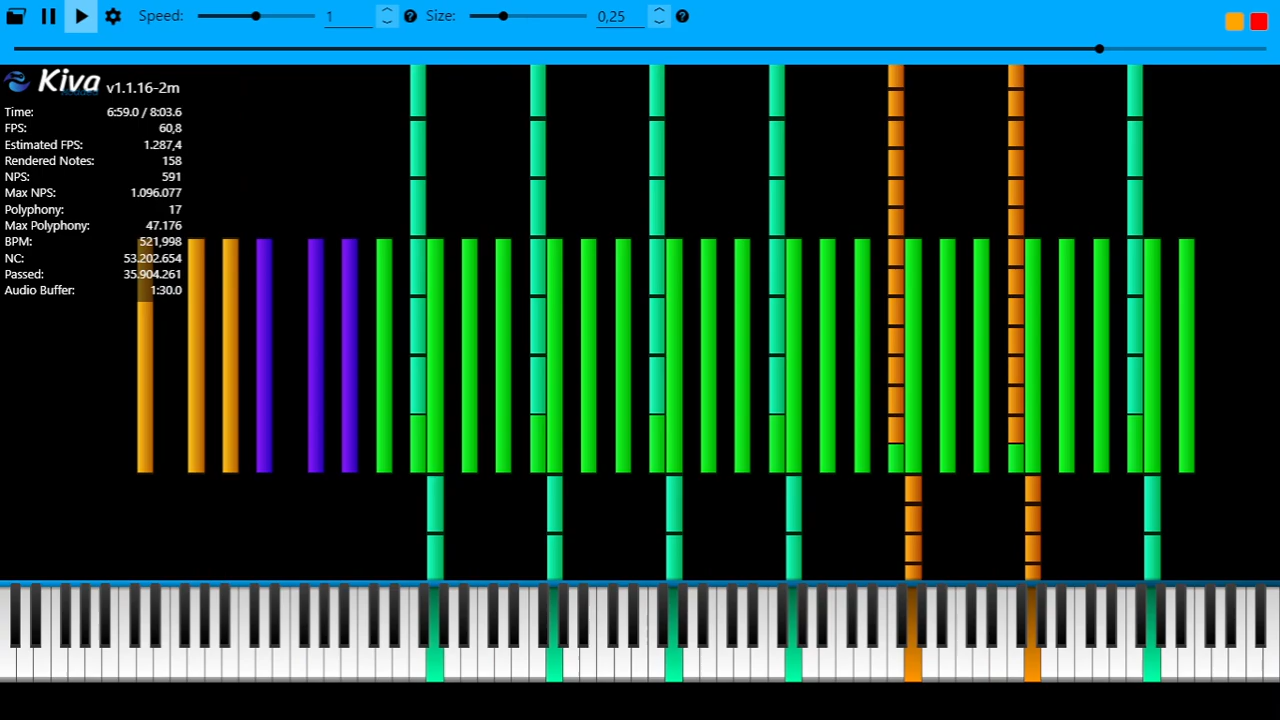 Speed: 1 Size: 0,25
Kiva v1.1.16-2m
Time: 6:59.0 / 8:03.6
FPS: 60,8
Estimated FPS: 1.287,4
Rendered Notes: 158
NPS: 591
Max NPS: 1.096.077
Polyphony: 17
Max Polyphony: 47.176
BPM: 521,998
NC: 53.202.654
Passed: 35.904.261
Audio Buffer: 1:30.0